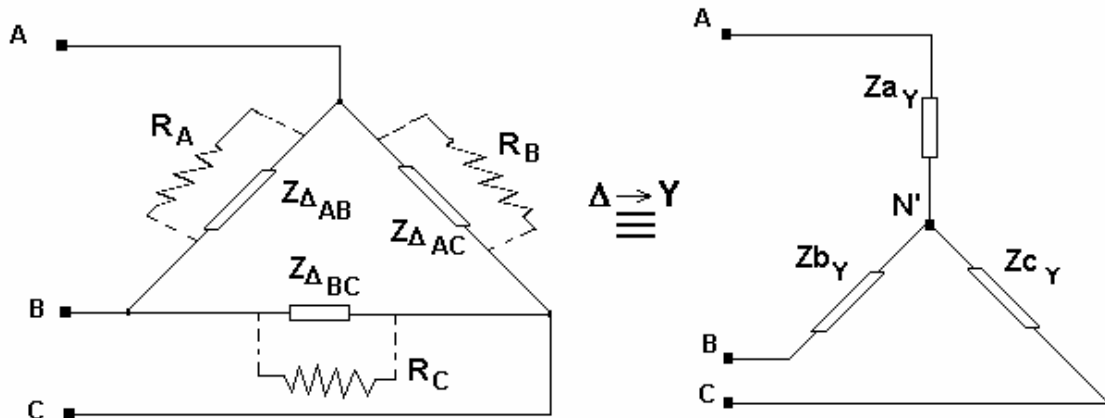 A
R_A
R_B
Z_Δ_AB
Z_Δ_AC
Z_Δ_BC
B
R_C
C
Δ → Y
A
Za_Y
N'
Zb_Y
Zc_Y
B
C